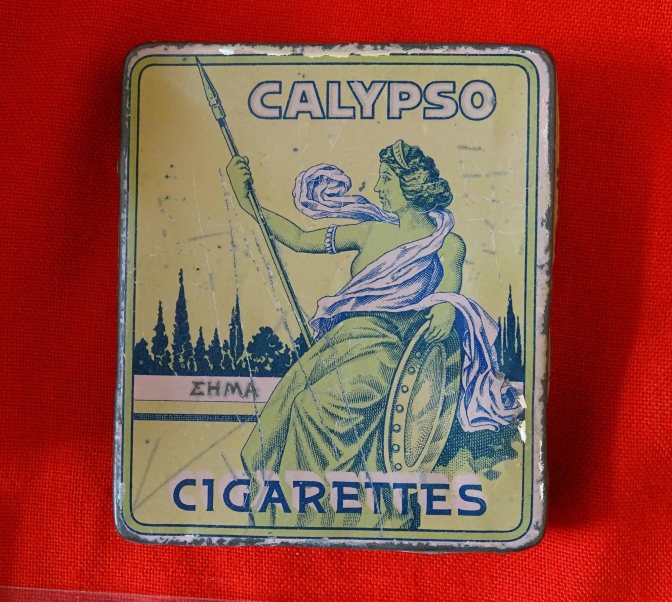 CALYPSO
ΣΗΜΑ
CIGARETTES